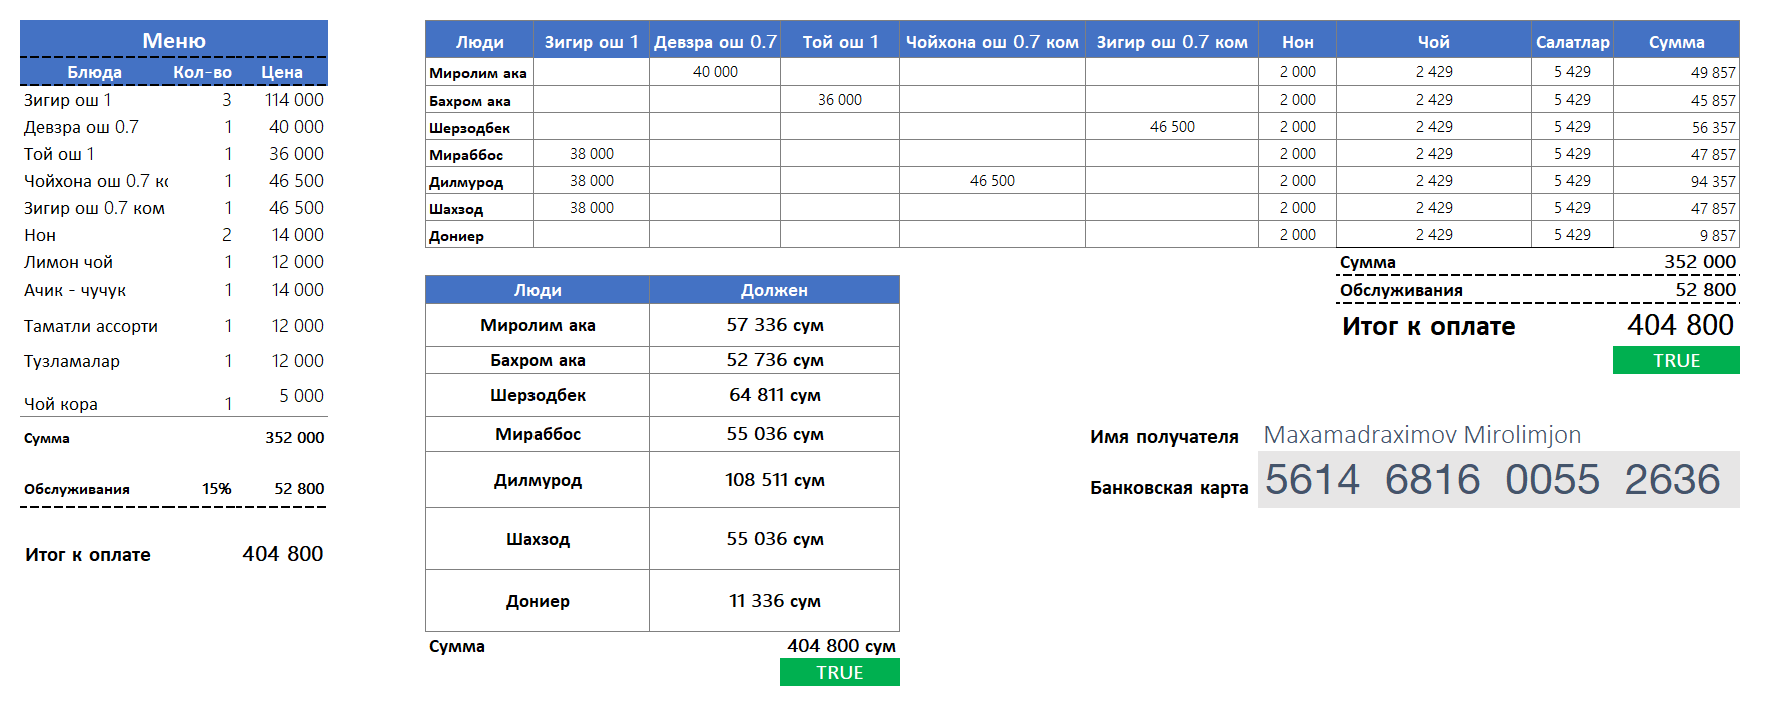 Меню
Блюда Кол-во Цена
Зигир ош 1 3 114 000
Девзра ош 0.7 1 40 000
Той ош 1 1 36 000
Чойхона ош 0.7 кс 1 46 500
Зигир ош 0.7 ком 1 46 500
Нон 2 14 000
Лимон чой 1 12 000
Ачик - чучук 1 14 000
Таматли ассорти 1 12 000
Тузламалар 1 12 000
Чой кора 1 5 000
Сумма 352 000
Обслуживания 15% 52 800
Итог к оплате 404 800
Люди Зигир ош 1 Девзра ош 0.7 Той ош 1 Чойхона ош 0.7 ком Зигир ош 0.7 ком Нон Чой Салатлар Сумма
Миролим ака 40 000 2 000 2 429 5 429 49 857
Бахром ака 36 000 2 000 2 429 5 429 45 857
Шерзодбек 46 500 2 000 2 429 5 429 56 357
Мираббос 38 000 2 000 2 429 5 429 47 857
Дилмурод 38 000 46 500 2 000 2 429 5 429 94 357
Шахзод 38 000 2 000 2 429 5 429 47 857
Дониер 2 000 2 429 5 429 9 857
Сумма 352 000
Обслуживания 52 800
Итог к оплате 404 800
TRUE
Люди Должен
Миролим ака 57 336 сум
Бахром ака 52 736 сум
Шерзодбек 64 811 сум
Мираббос 55 036 сум
Дилмурод 108 511 сум
Шахзод 55 036 сум
Дониер 11 336 сум
Сумма 404 800 сум
TRUE
Имя получателя Maxamadraximov Mirolimjon
Банковская карта 5614 6816 0055 2636